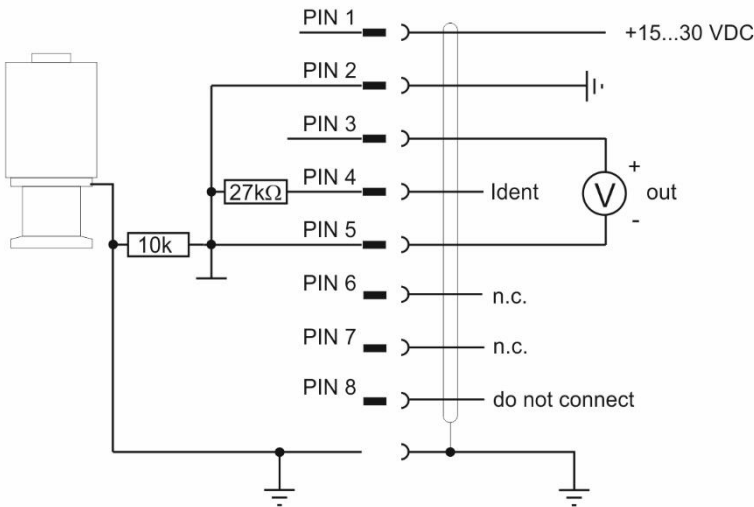 PIN 1
+15...30 VDC
PIN 2
PIN 3
+
27kΩ
PIN 4
Ident
V
out
-
10k
PIN 5
PIN 6
n.c.
PIN 7
n.c.
PIN 8
do not connect